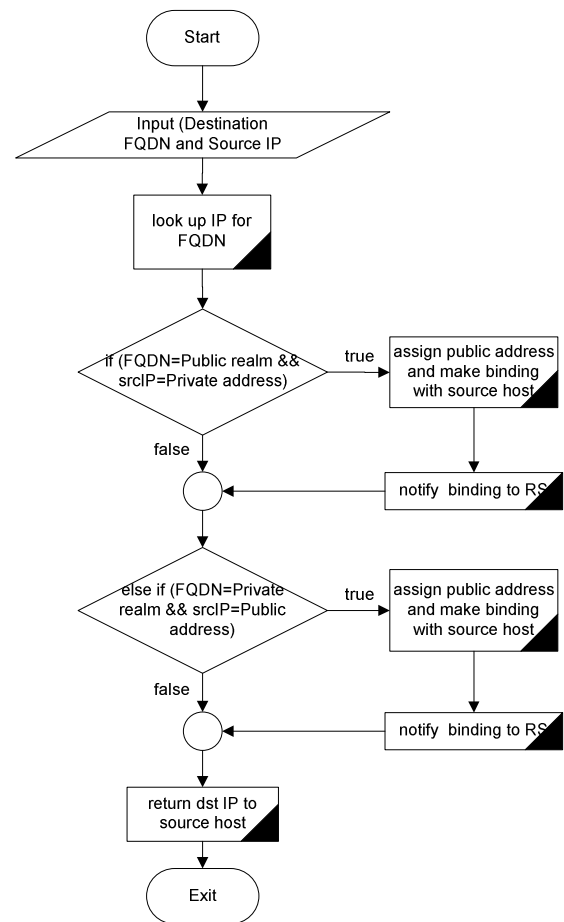 Start
Input (Destination
FQDN and Source IP
look up IP for
FQDN
if (FQDN=Public realm &&
srcIP=Private address)
true
assign public address
and make binding
with source host
false
notify binding to RS
else if (FQDN=Private
realm && srcIP=Public
address)
true
assign public address
and make binding
with source host
false
notify binding to RS
return dst IP to
source host
Exit